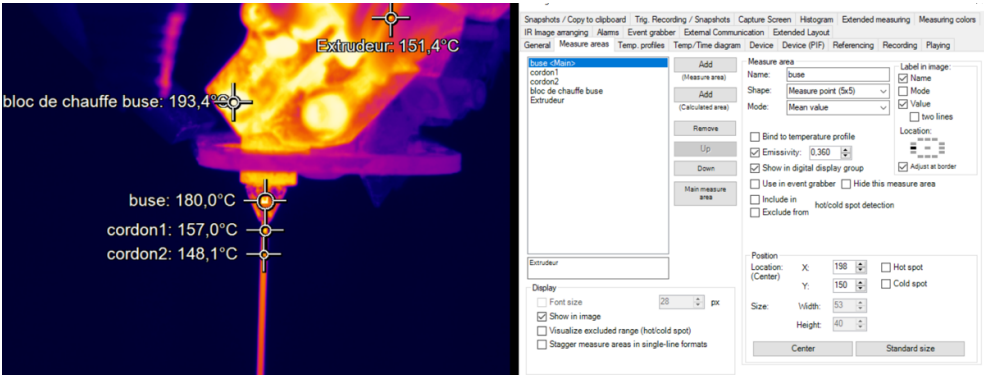 Extrudeur: 151,4°C
bloc de chauffe buse: 193,4°C
buse: 180,0°C
cordon1: 157,0°C
cordon2: 148,1°C
Snapshots / Copy to clipboard Trig. Recording / Snapshots Capture Screen Histogram Extended measuring Measuring colors
IR Image arranging Alarms Event grabber External Communication Extended Layout
General Measure areas Temp. profiles Temp/Time diagram Device Device (PIF) Referencing Recording Playing
buse <Main>
cordon1
cordon2
bloc de chauffe buse
Extrudeur
Add
(Measure area)
Add
(Calculated area)
Remove
Up
Down
Main measure
area
Extrudeur
Display
Font size 28 px
Show in image
Visualize excluded range (hot/cold spot)
Stagger measure areas in single-line formats
Measure area
Name: buse
Shape: Measure point (5x5)
Mode: Mean value
Label in image:
Name
Mode
Value
two lines
Location:
Adjust at border
Bind to temperature profile
Emissivity: 0,360
Show in digital display group
Use in event grabber Hide this measure area
Include in
Exclude from
hot/cold spot detection
Position
Location: X: 198 Hot spot
(Center)
Y: 150 Cold spot
Size: Width: 53
Height: 40
Center Standard size